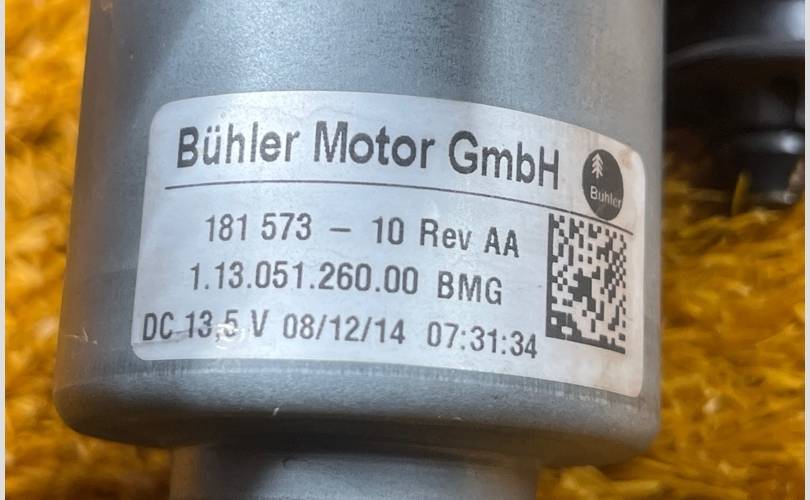 Bühler Motor GmbH
Bühler
181 573 – 10 Rev AA
1.13.051.260.00 BMG
DC 13,5 V 08/12/14 07:31:34